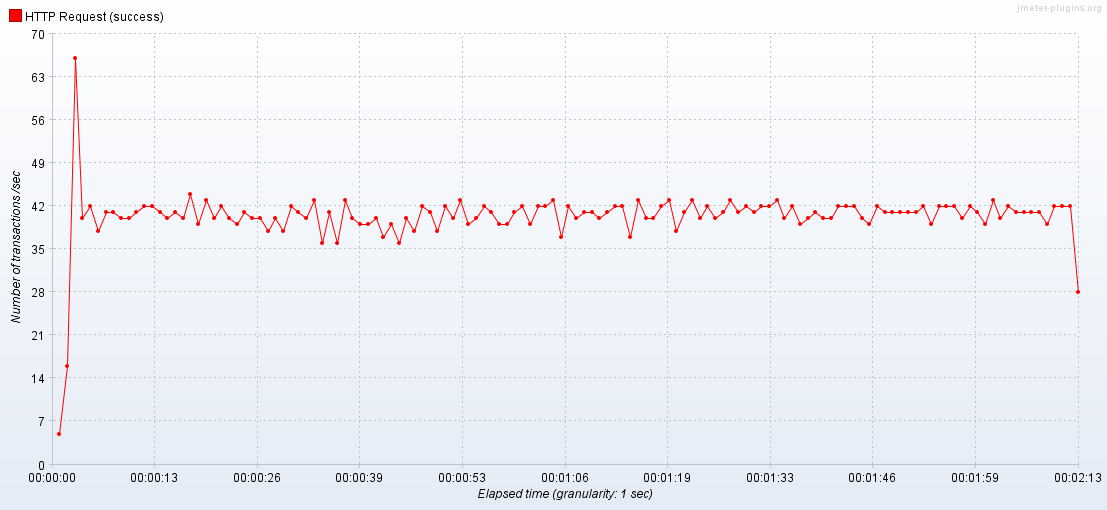 jmeter-plugins.org
HTTP Request (success)
70
63
56
49
42
35
28
21
14
7
0
Number of transactions /sec
00:00:00 00:00:13 00:00:26 00:00:39 00:00:53 00:01:06 00:01:19 00:01:33 00:01:46 00:01:59 00:02:13
Elapsed time (granularity: 1 sec)